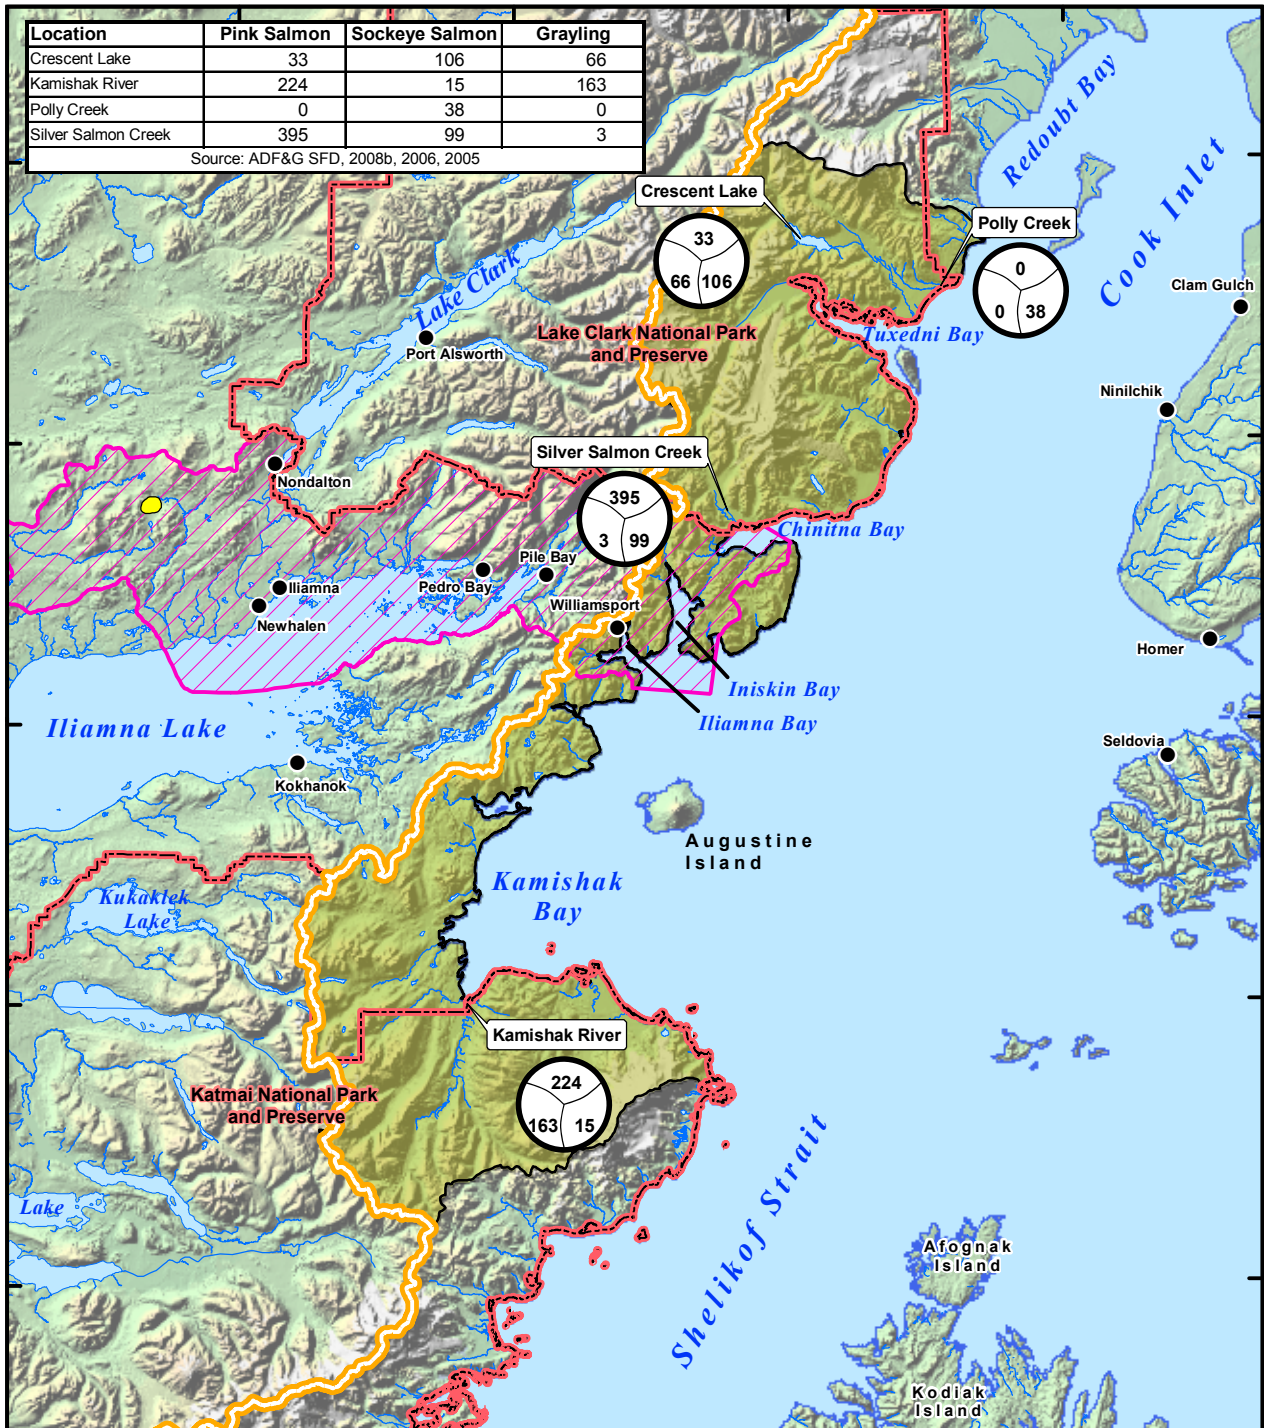 Location Pink Salmon Sockeye Salmon Grayling
Crescent Lake 33 106 66
Kamishak River 224 15 163
Polly Creek 0 38 0
Silver Salmon Creek 395 99 3
Source: ADF&G SFD, 2008b, 2006, 2005
Redoubt Bay
Cook Inlet
Crescent Lake
Polly Creek
33
66 106
0
0 38
Lake Clark
Clam Gulch
Port Alsworth
Lake Clark National Park
and Preserve
Tuxedni Bay
Ninilchik
Silver Salmon Creek
Nondalton
395
3 99
Chinitna Bay
Pile Bay
Pedro Bay
Iliamna
Newhalen
Williamsport
Homer
Iniskin Bay
Iliamna Bay
Iliamna Lake
Seldovia
Kokhanok
Augustine
Island
Kamishak
Bay
Kukaklek
Lake
Kamishak River
224
163 15
Katmai National Park
and Preserve
Shelikof Strait
Lake
Afognak
Island
Kodiak
Island